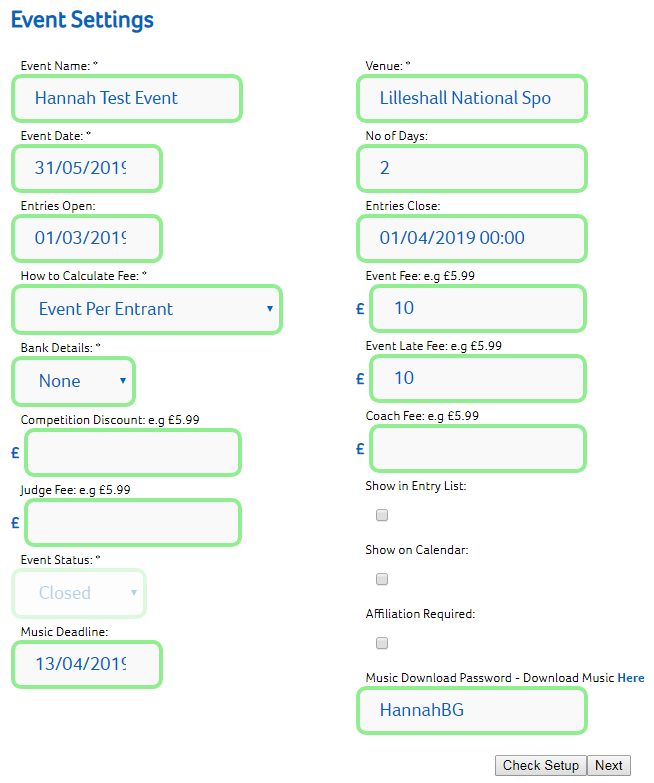 Event Settings
Event Name: * Venue: *
Hannah Test Event Lilleshall National Spo
Event Date: * No of Days:
31/05/2019 2
Entries Open: Entries Close:
01/03/2019 01/04/2019 00:00
How to Calculate Fee: * Event Fee: e.g £5.99
Event Per Entrant £ 10
Bank Details: * Event Late Fee: e.g £5.99
None £ 10
Competition Discount: e.g £5.99 Coach Fee: e.g £5.99
£ £
Judge Fee: e.g £5.99 Show in Entry List:
£
Event Status: * Show on Calendar:
Closed
Music Deadline: Affiliation Required:
13/04/2019
Music Download Password - Download Music Here
HannahBG
Check Setup Next